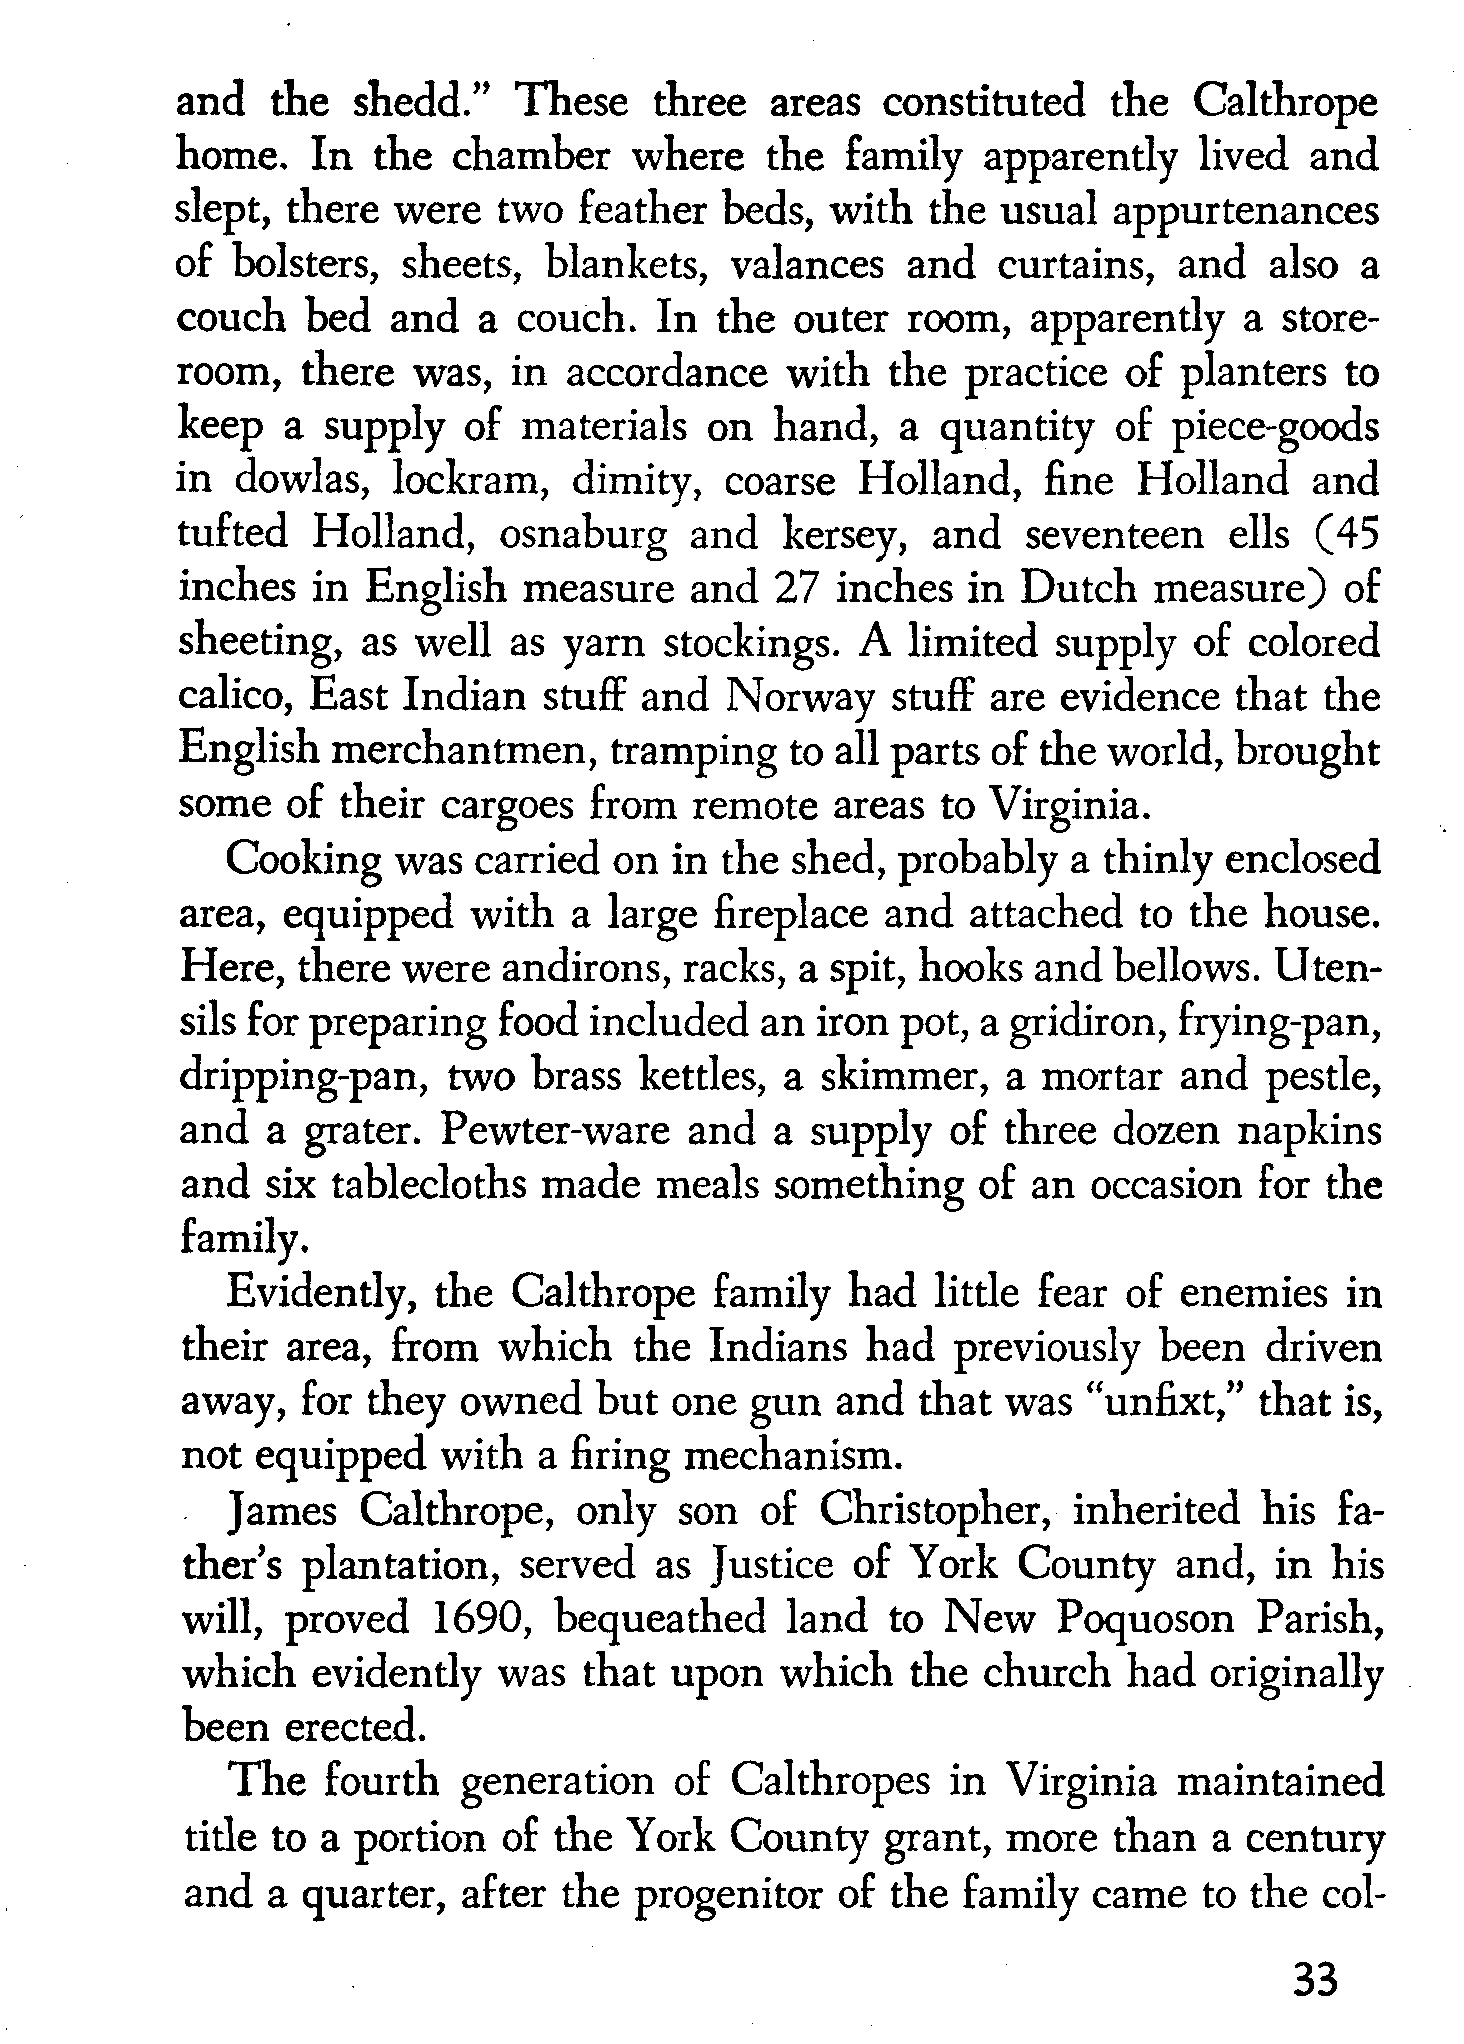 and the shedd.” These three areas constituted the Calthrope
home. In the chamber where the family apparently lived and
slept, there were two feather beds, with the usual appurtenances
of bolsters, sheets, blankets, valances and curtains, and also a
couch bed and a couch. In the outer room, apparently a store-
room, there was, in accordance with the practice of planters to
keep a supply of materials on hand, a quantity of piece-goods
in dowlas, lockram, dimity, coarse Holland, fine Holland and
tufted Holland, osnaburg and kersey, and seventeen ells (45
inches in English measure and 27 inches in Dutch measure) of
sheeting, as well as yarn stockings. A limited supply of colored
calico, East Indian stuff and Norway stuff are evidence that the
English merchantmen, tramping to all parts of the world, brought
some of their cargoes from remote areas to Virginia.
Cooking was carried on in the shed, probably a thinly enclosed
area, equipped with a large fireplace and attached to the house.
Here, there were andirons, racks, a spit, hooks and bellows. Uten-
sils for preparing food included an iron pot, a gridiron, frying-pan,
dripping-pan, two brass kettles, a skimmer, a mortar and pestle,
and a grater. Pewter-ware and a supply of three dozen napkins
and six tablecloths made meals something of an occasion for the
family.
Evidently, the Calthrope family had little fear of enemies in
their area, from which the Indians had previously been driven
away, for they owned but one gun and that was “unfixt,” that is,
not equipped with a firing mechanism.
James Calthrope, only son of Christopher, inherited his fa-
ther’s plantation, served as Justice of York County and, in his
will, proved 1690, bequeathed land to New Poquoson Parish,
which evidently was that upon which the church had originally
been erected.
The fourth generation of Calthropes in Virginia maintained
title to a portion of the York County grant, more than a century
and a quarter, after the progenitor of the family came to the col-
33